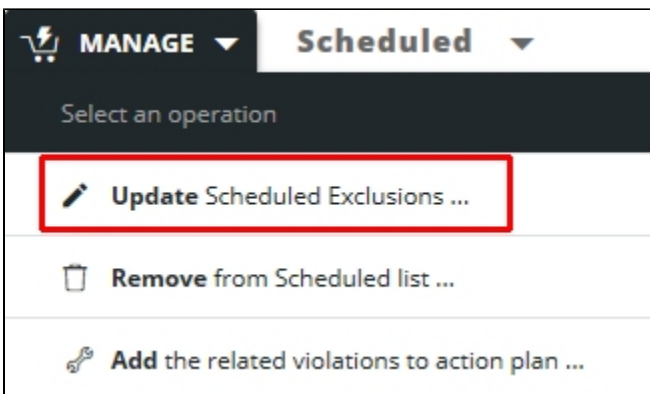 MANAGE Scheduled
Select an operation
Update Scheduled Exclusions ...
Remove from Scheduled list ...
Add the related violations to action plan ...